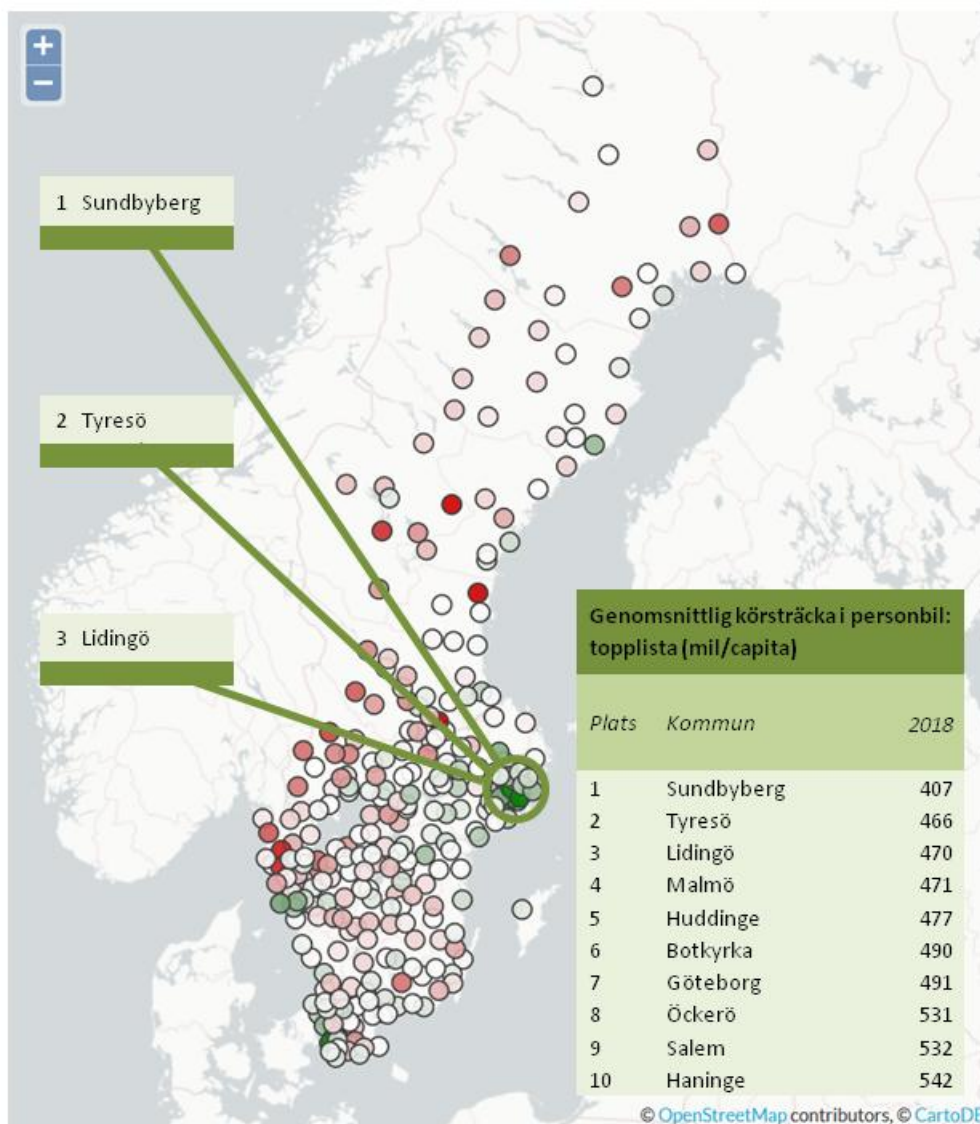 +
−
1 Sundbyberg
2 Tyresö
3 Lidingö
Genomsnittlig körsträcka i personbil:
topplista (mil/capita)
Plats Kommun 2018
1 Sundbyberg 407
2 Tyresö 466
3 Lidingö 470
4 Malmö 471
5 Huddinge 477
6 Botkyrka 490
7 Göteborg 491
8 Öckerö 531
9 Salem 532
10 Haninge 542
© OpenStreetMap contributors, © CartoDB